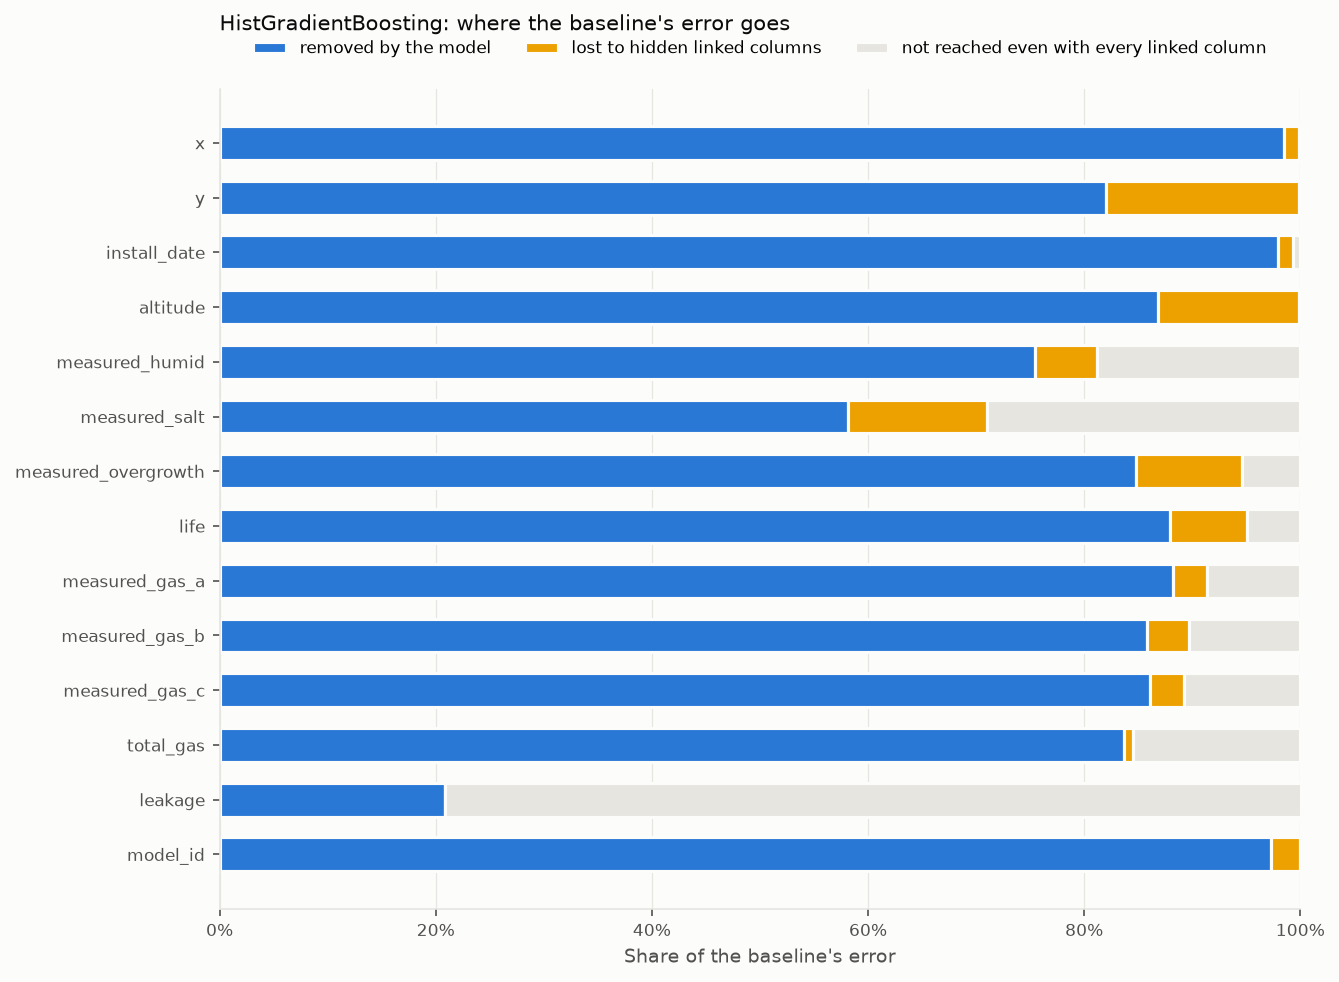 HistGradientBoosting: where the baseline's error goes
removed by the model
lost to hidden linked columns
not reached even with every linked column
x
y
install_date
altitude
measured_humid
measured_salt
measured_overgrowth
life
measured_gas_a
measured_gas_b
measured_gas_c
total_gas
leakage
model_id
0%
20%
40%
60%
80%
100%
Share of the baseline's error